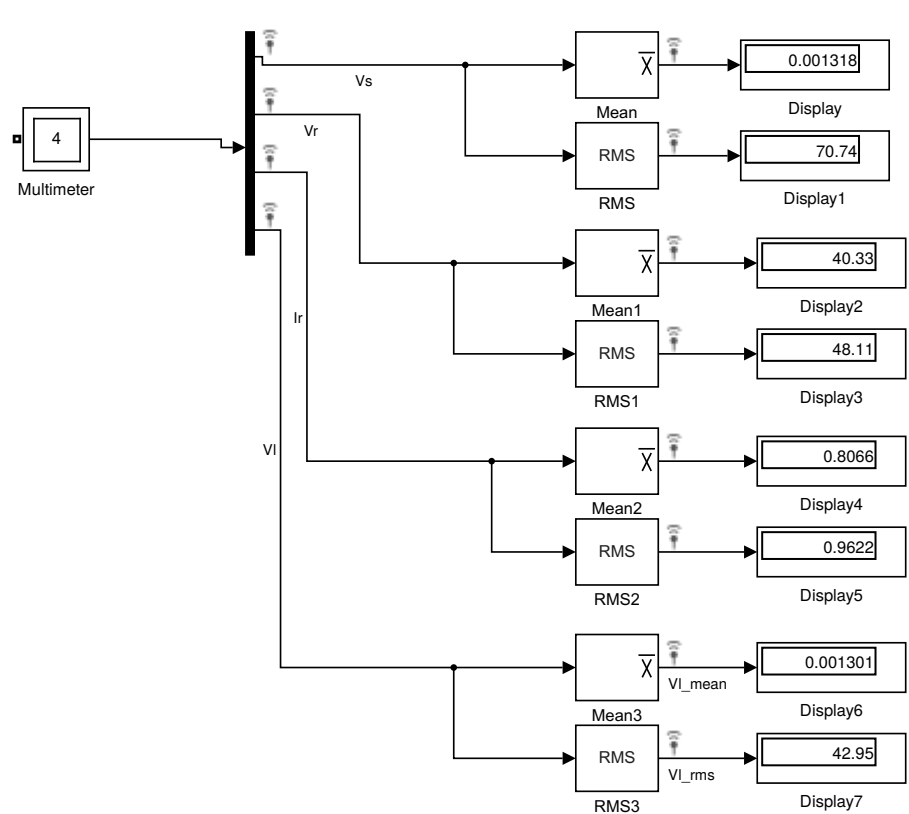 4
Multimeter
Vs
Vr
Ir
Vl
X
Mean
0.001318
Display
RMS
RMS
70.74
Display1
X
Mean1
40.33
Display2
RMS
RMS1
48.11
Display3
X
Mean2
0.8066
Display4
RMS
RMS2
0.9622
Display5
X
Mean3
Vl_mean
0.001301
Display6
RMS
RMS3
Vl_rms
42.95
Display7